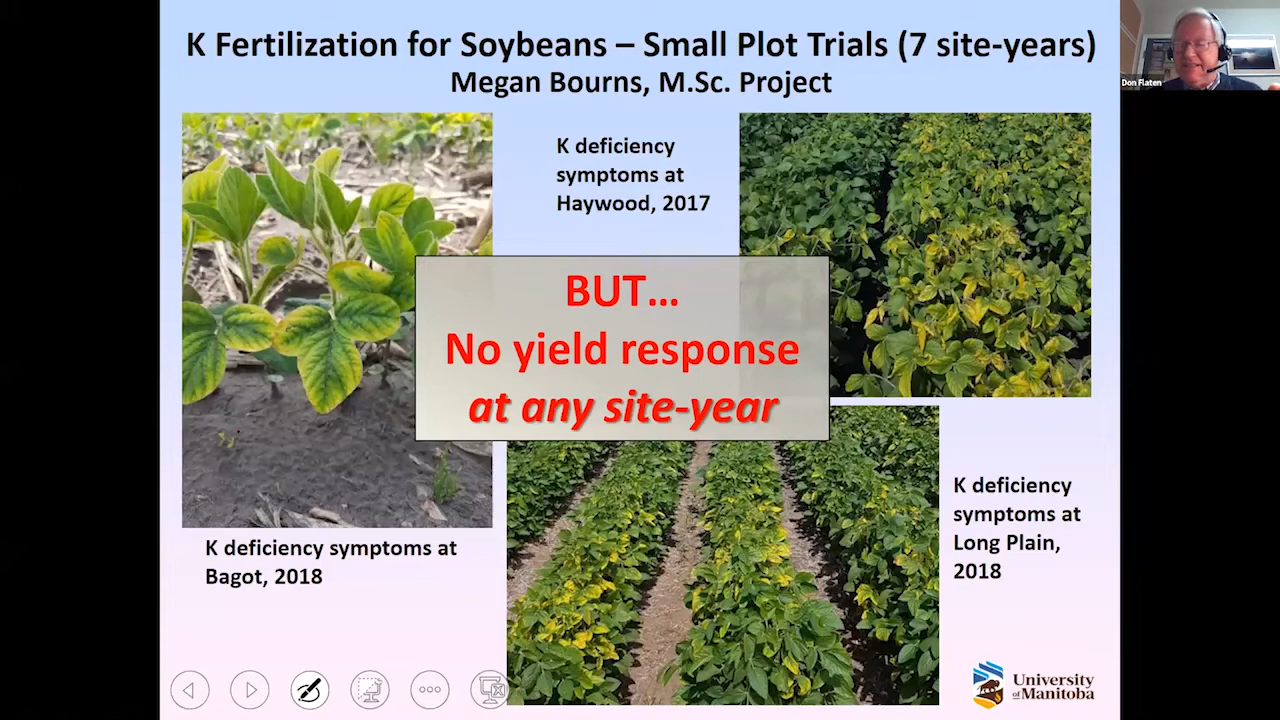 K Fertilization for Soybeans – Small Plot Trials (7 site-years)
Megan Bourns, M.Sc. Project
Don Flaten
K deficiency
symptoms at
Haywood, 2017
BUT...
No yield response
at any site-year
K deficiency
symptoms at
Long Plain,
2018
K deficiency symptoms at
Bagot, 2018
University
of Manitoba